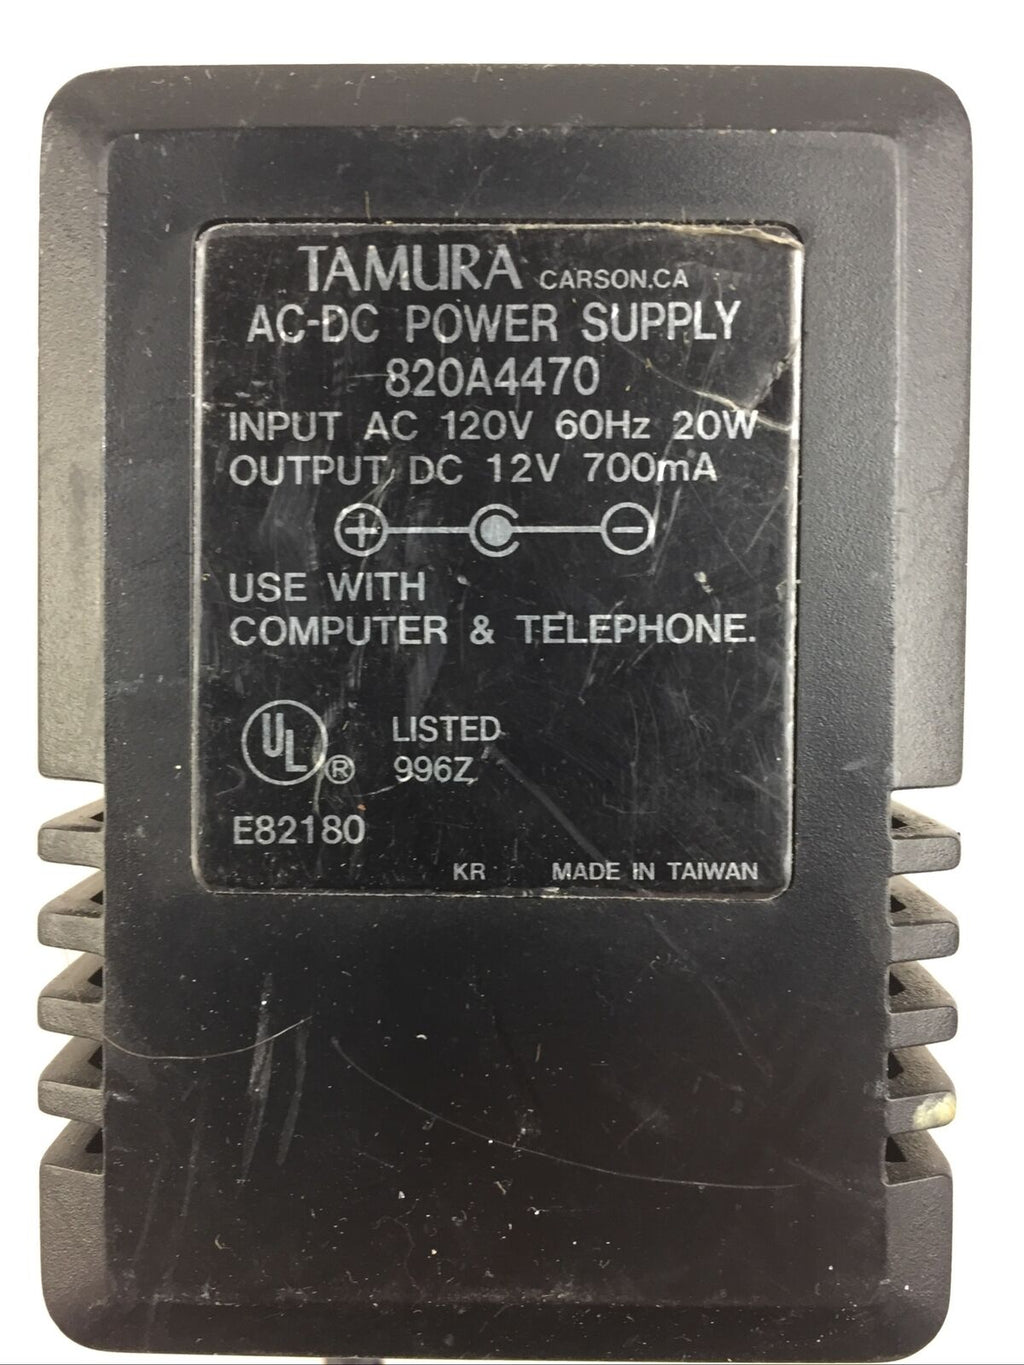 TAMURA CARSON.CA
AC-DC POWER SUPPLY
820A4470
INPUT AC 120V 60Hz 20W
OUTPUT DC 12V 700mA
USE WITH
COMPUTER & TELEPHONE.
UL ® LISTED
996Z
E82180
KR MADE IN TAIWAN